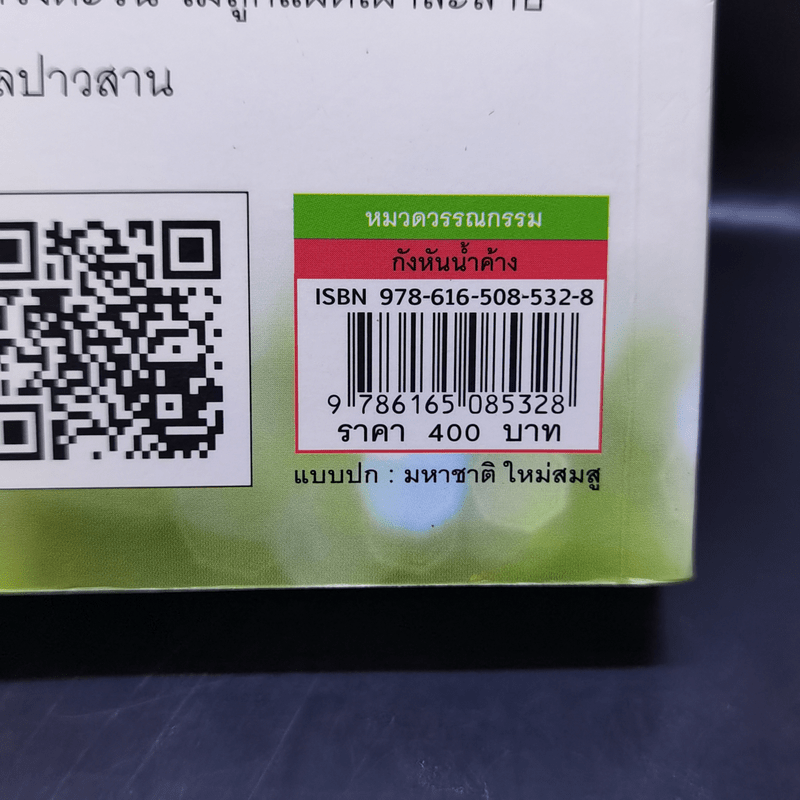 ลปาวสาน
หมวดวรรณกรรม
กังหันน้ำค้าง
ISBN 978-616-508-532-8
9 786165 085328
ราคา 400 บาท
แบบปก : มหาชาติ ใหม่สมสู